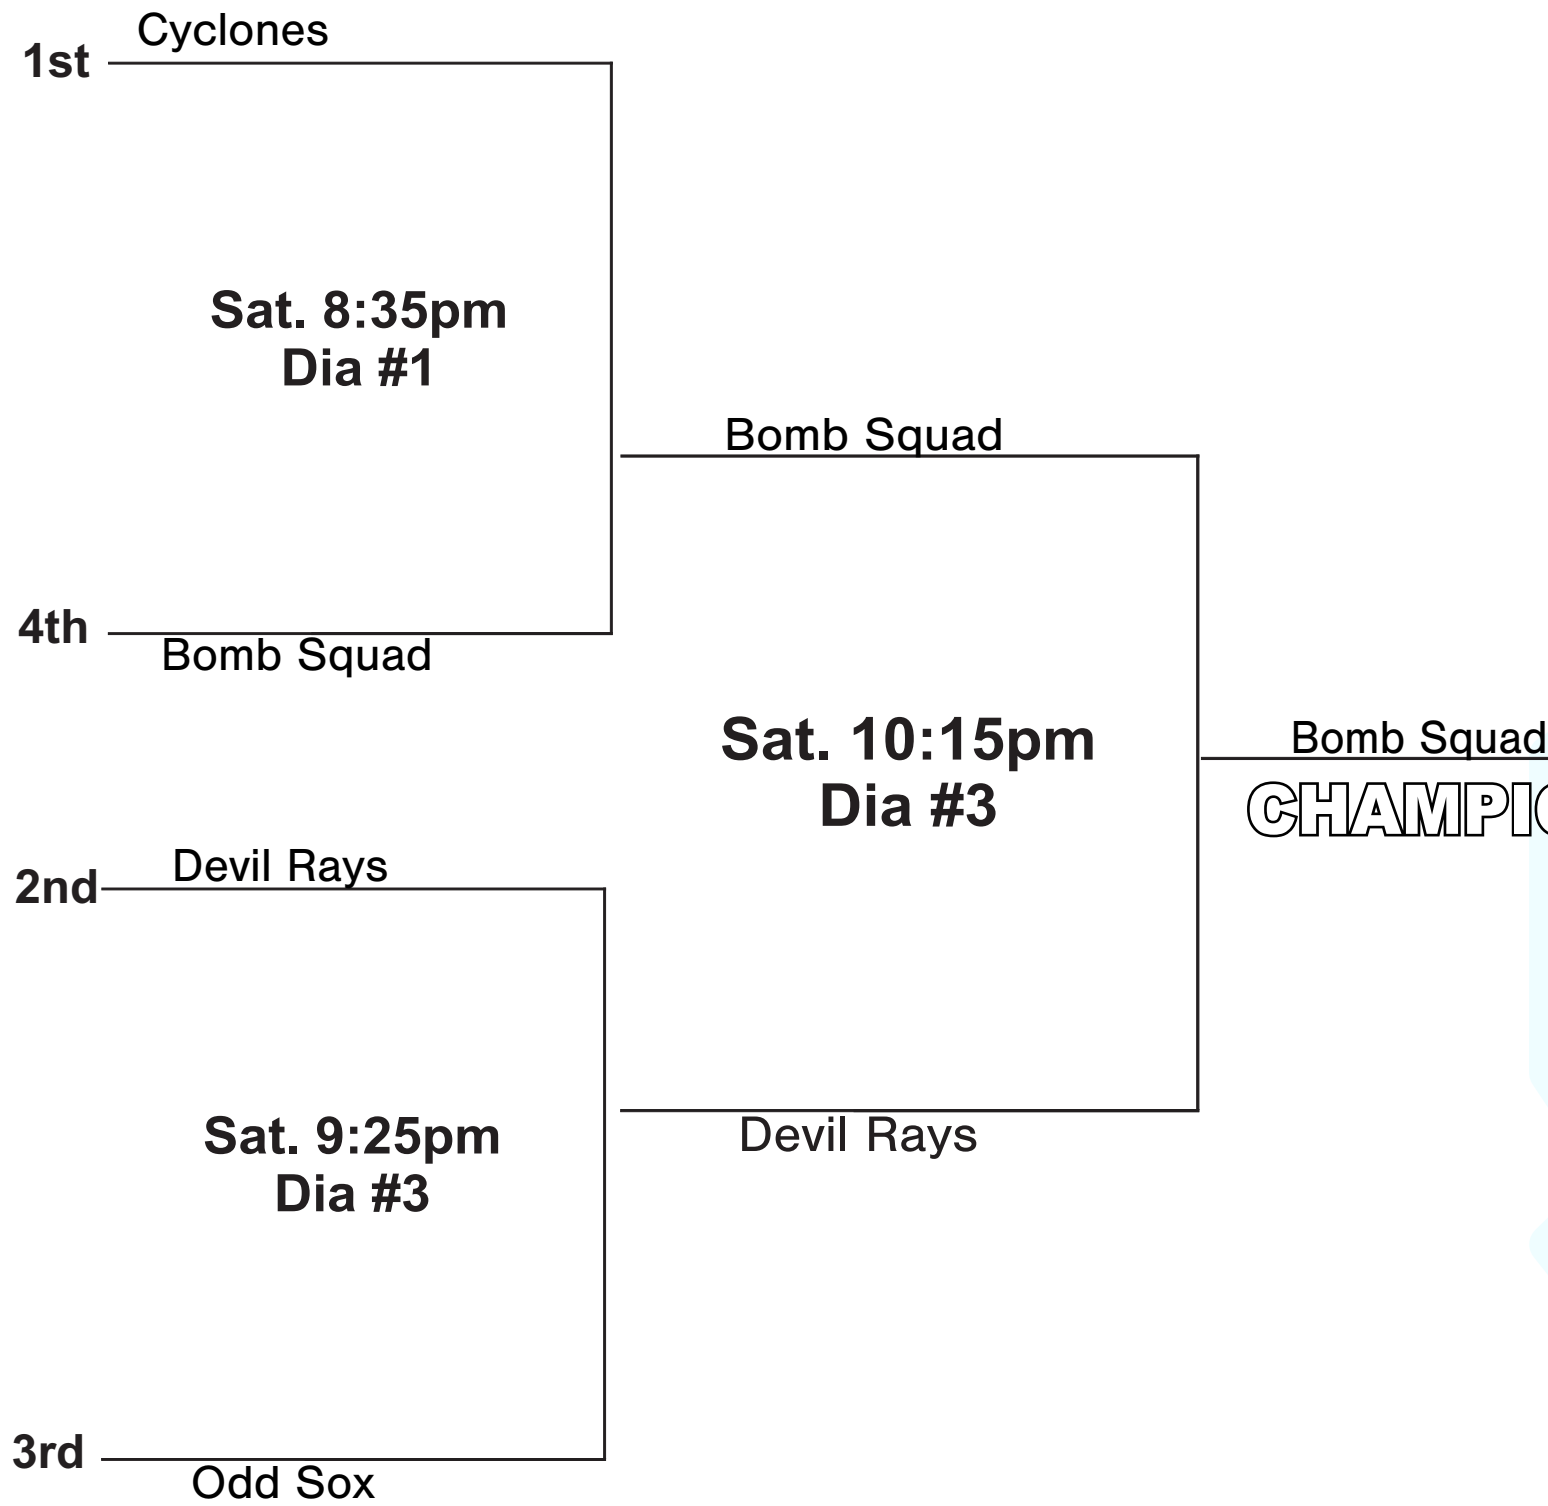 Cyclones
1st
Sat. 8:35pm
Dia #1
Bomb Squad
4th
Bomb Squad
Sat. 10:15pm
Dia #3
Bomb Squad
CHAMPIO
Devil Rays
2nd
Sat. 9:25pm
Dia #3
Devil Rays
3rd
Odd Sox